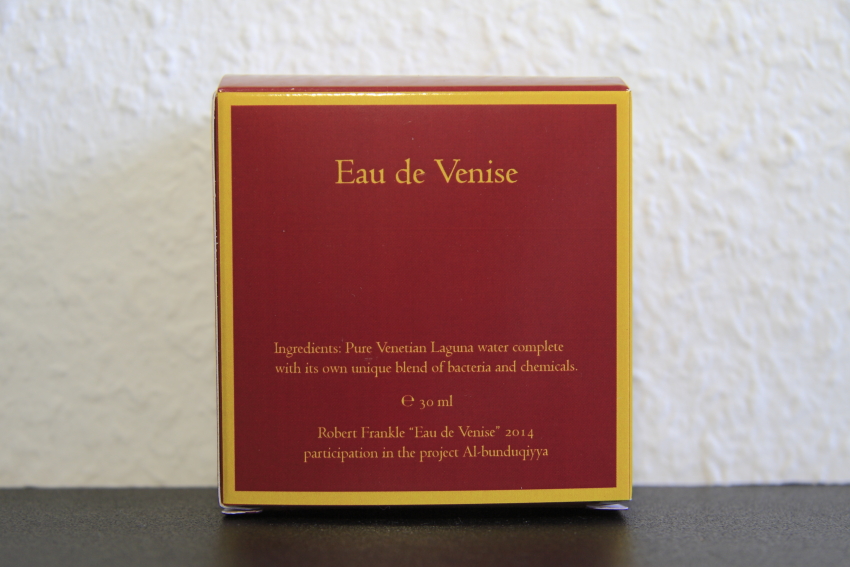 Eau de Venise
Ingredients: Pure Venetian Laguna water complete
with its own unique blend of bacteria and chemicals.
℮ 30 ml
Robert Frankle "Eau de Venise" 2014
participation in the project Al-bunduqiyya